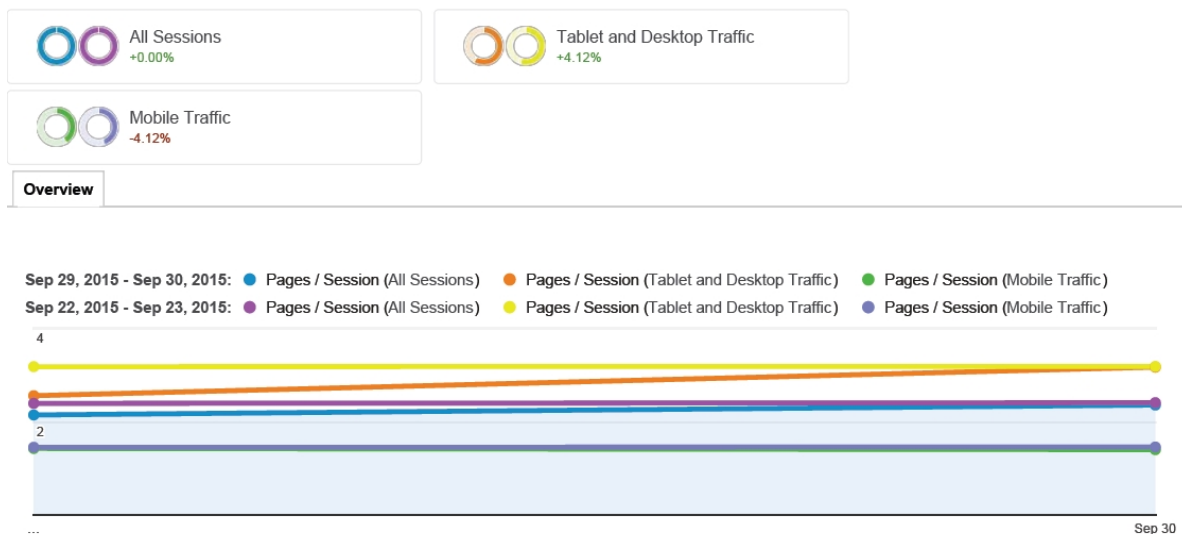 All Sessions
+0.00%
Tablet and Desktop Traffic
+4.12%
Mobile Traffic
-4.12%
Overview
Sep 29, 2015 - Sep 30, 2015: Pages / Session (All Sessions) Pages / Session (Tablet and Desktop Traffic) Pages / Session (Mobile Traffic)
Sep 22, 2015 - Sep 23, 2015: Pages / Session (All Sessions) Pages / Session (Tablet and Desktop Traffic) Pages / Session (Mobile Traffic)
4
2
... Sep 30